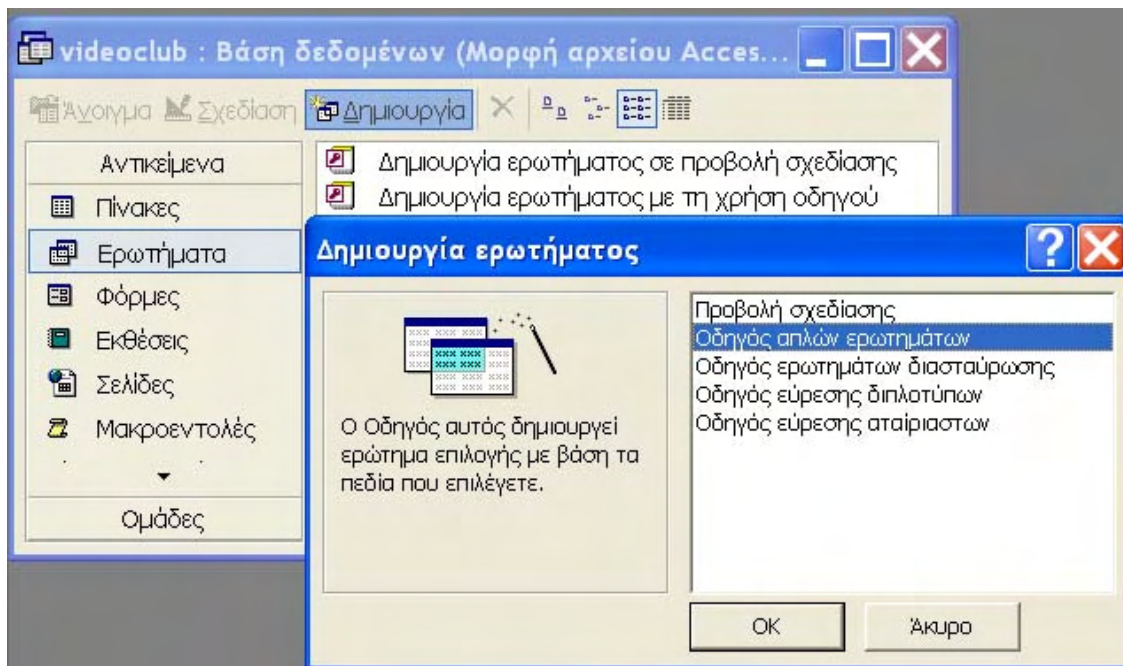 videoclub : Βάση δεδομένων (Μορφή αρχείου Acces...
Άνοιγμα Σχεδίαση Δημιουργία
Αντικείμενα
Πίνακες
Ερωτήματα
Φόρμες
Εκθέσεις
Σελίδες
Μακροεντολές
Ομάδες
Δημιουργία ερωτήματος σε προβολή σχεδίασης
Δημιουργία ερωτήματος με τη χρήση οδηγού
Δημιουργία ερωτήματος
Ο Οδηγός αυτός δημιουργεί
ερώτημα επιλογής με βάση τα
πεδία που επιλέγετε.
Προβολή σχεδίασης
Οδηγός απλών ερωτημάτων
Οδηγός ερωτημάτων διασταύρωσης
Οδηγός εύρεσης διπλοτύπων
Οδηγός εύρεσης αταίριαστων
OK
Άκυρο